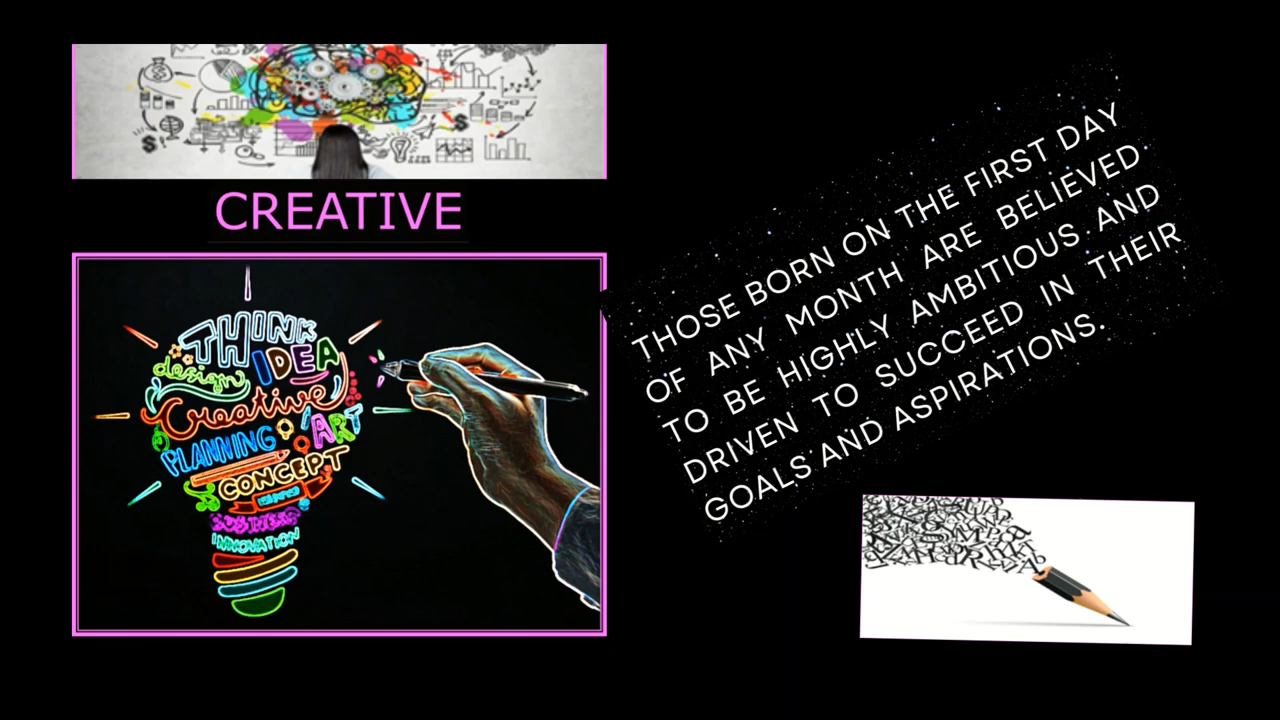 CREATIVE
THINK
IDEA
design
Creative
ART
PLANNING
CONCEPT
BUSINESS
INNOVATION
THOSE BORN ON THE FIRST DAY
OF ANY MONTH ARE BELIEVED
TO BE HIGHLY AMBITIOUS AND
DRIVEN TO SUCCEED IN THEIR
GOALS AND ASPIRATIONS.